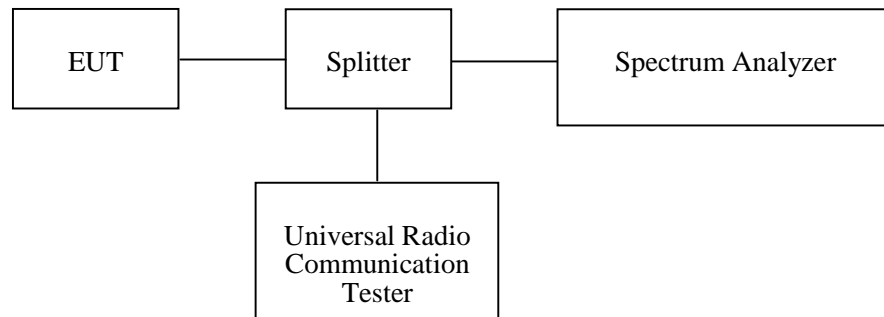 EUT
Splitter
Spectrum Analyzer
Universal Radio
Communication
Tester